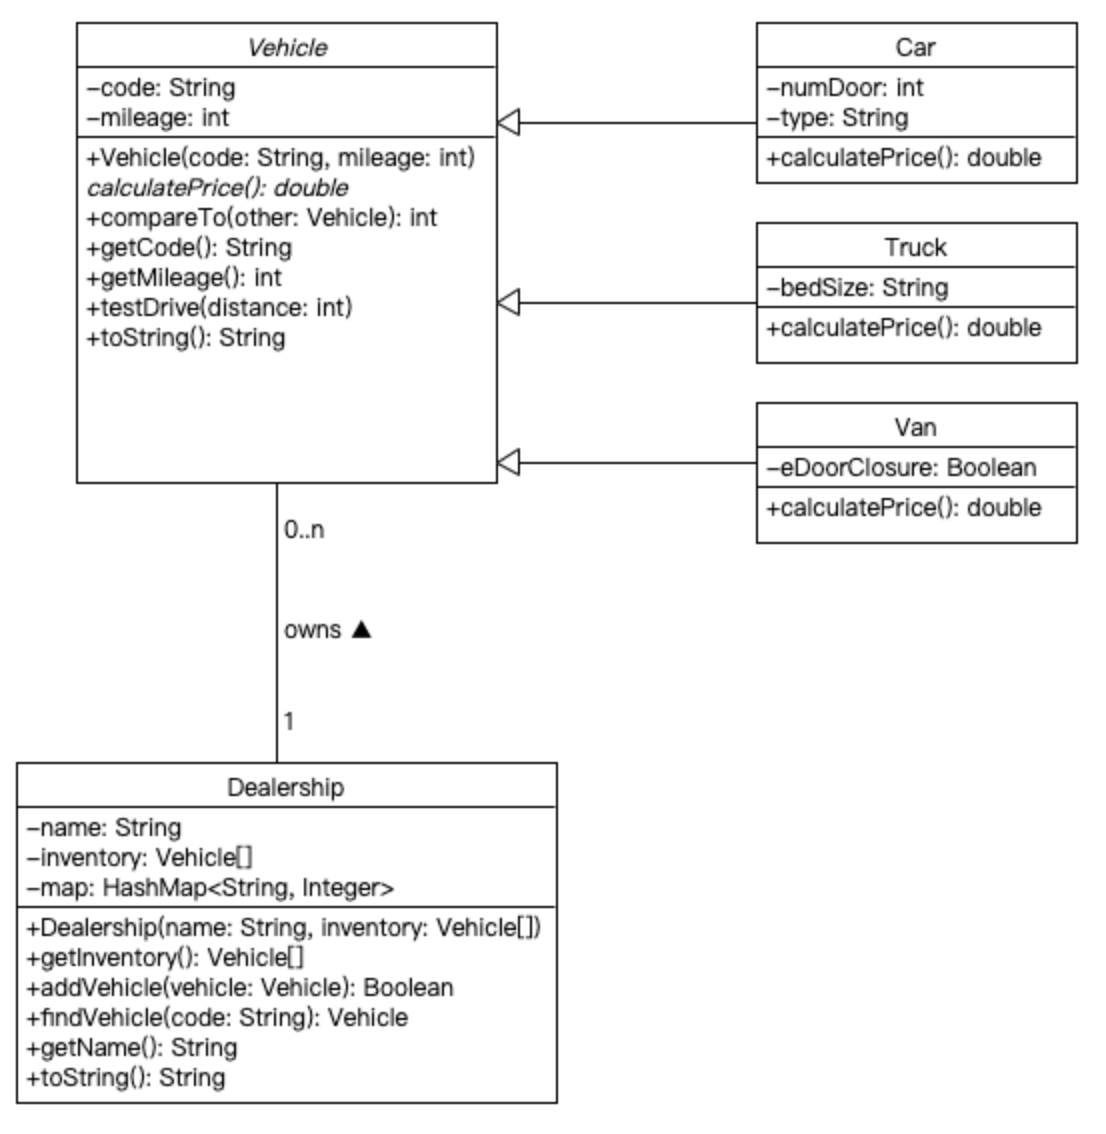 Vehicle
–code: String
–mileage: int
+Vehicle(code: String, mileage: int)
calculatePrice(): double
+compareTo(other: Vehicle): int
+getCode(): String
+getMileage(): int
+testDrive(distance: int)
+toString(): String
Car
–numDoor: int
–type: String
+calculatePrice(): double
Truck
–bedSize: String
+calculatePrice(): double
Van
–eDoorClosure: Boolean
+calculatePrice(): double
0..n
owns ▲
1
Dealership
–name: String
–inventory: Vehicle[]
–map: HashMap<String, Integer>
+Dealership(name: String, inventory: Vehicle[])
+getInventory(): Vehicle[]
+addVehicle(vehicle: Vehicle): Boolean
+findVehicle(code: String): Vehicle
+getName(): String
+toString(): String